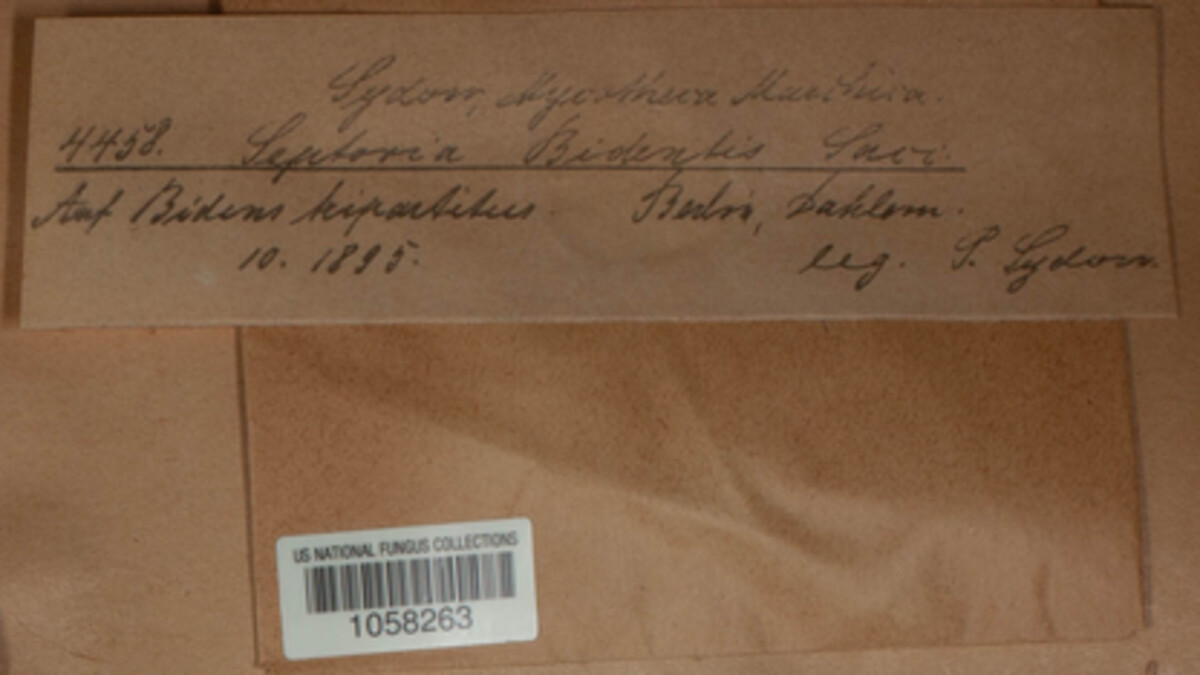 Sydow, Mycotheca Marchica.
4458. Septoria Bidentis Sacc.
Auf Bidens tripartitus. Berlin, Dahlem.
10. 1895. leg. P. Sydow.
US NATIONAL FUNGUS COLLECTIONS
1058263